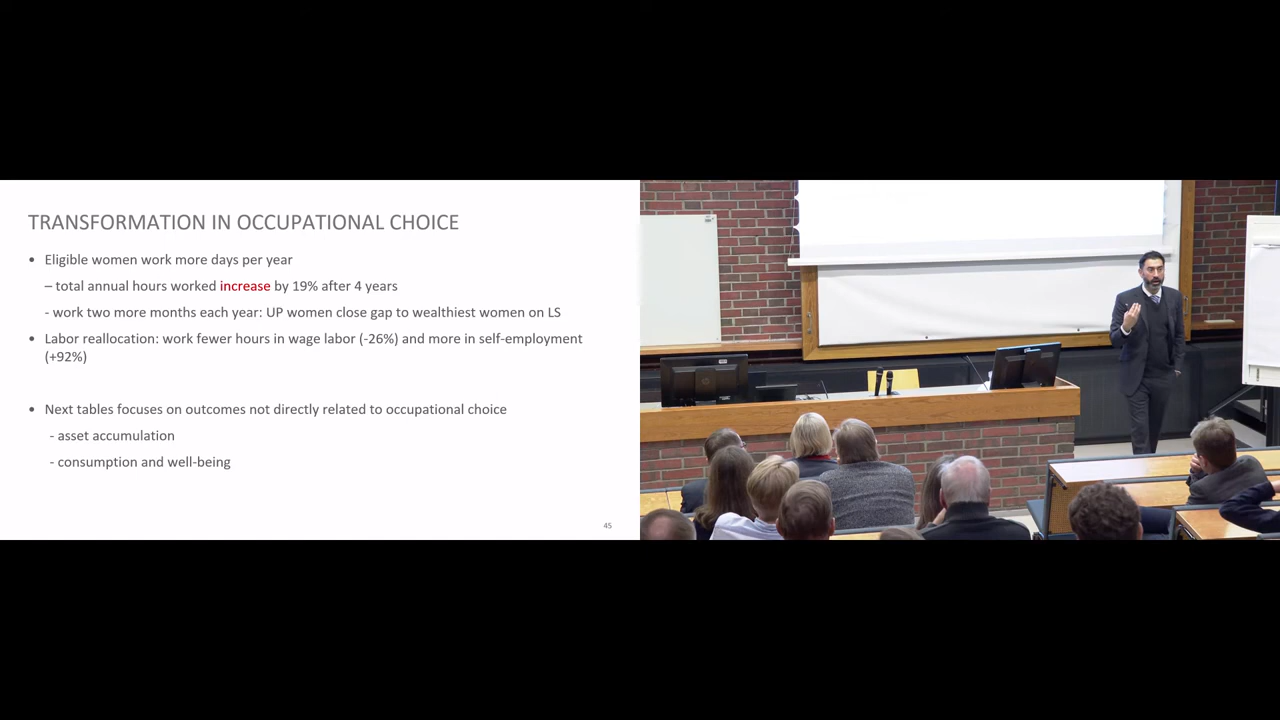 TRANSFORMATION IN OCCUPATIONAL CHOICE
• Eligible women work more days per year
– total annual hours worked increase by 19% after 4 years
- work two more months each year: UP women close gap to wealthiest women on LS
• Labor reallocation: work fewer hours in wage labor (-26%) and more in self-employment
(+92%)
• Next tables focuses on outcomes not directly related to occupational choice
- asset accumulation
- consumption and well-being
45